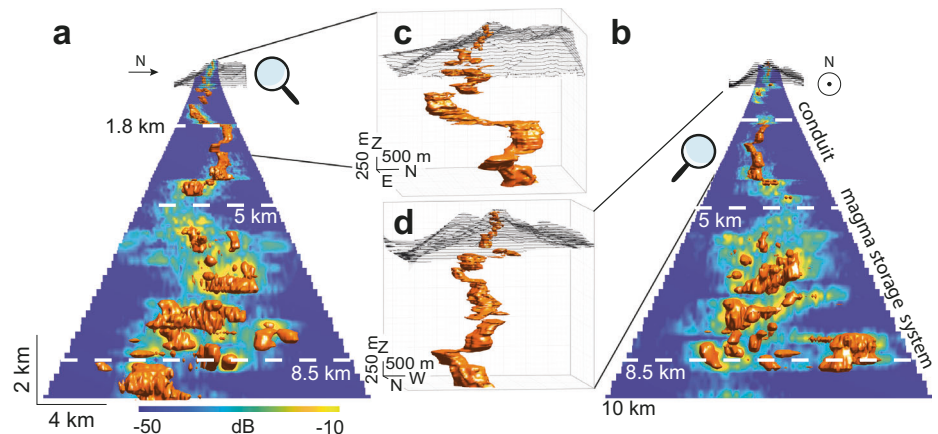 a
N
1.8 km
5 km
8.5 km
2 km
4 km
-50
dB
-10
c
250 m
Z
500 m
E
N
d
250 m
Z
500 m
N
W
b
N
conduit
magma storage system
5 km
8.5 km
10 km